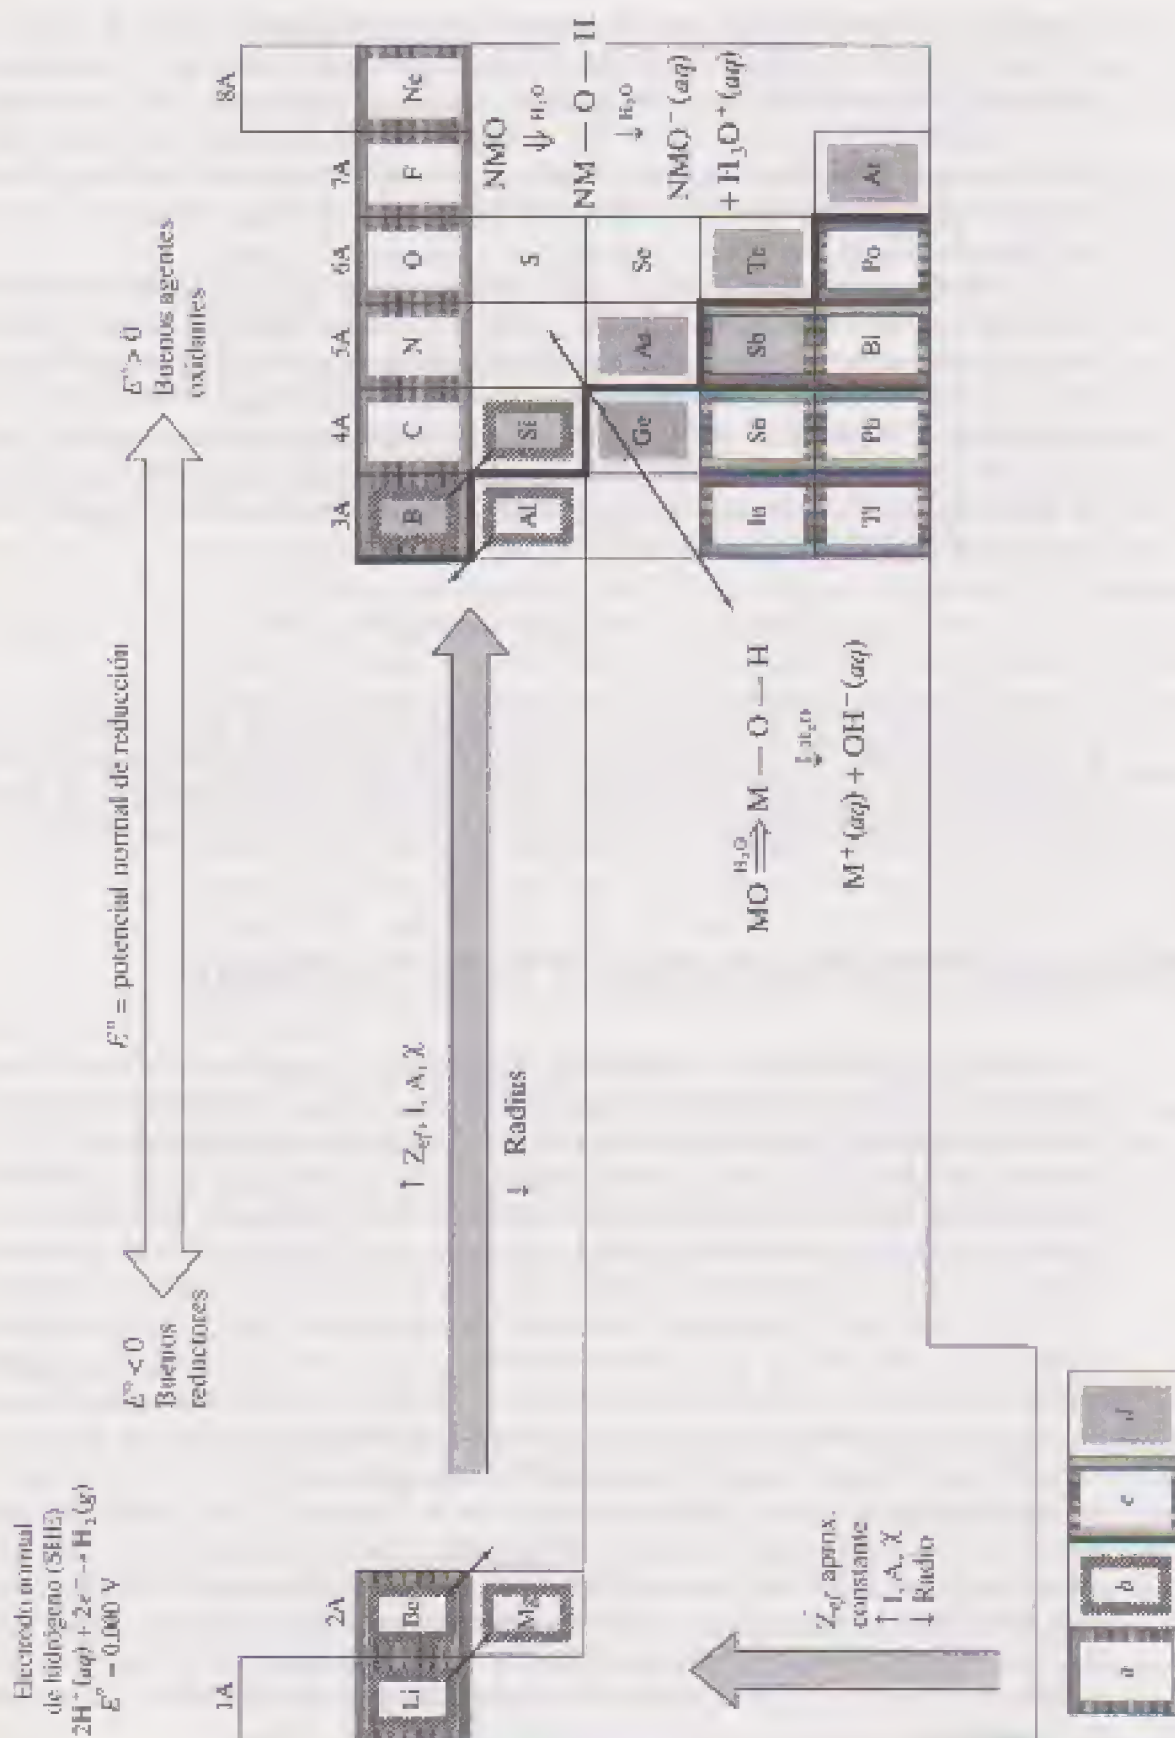 Electrodo normal
de hidrógeno (SHE)
2H⁺(aq) + 2e⁻ → H₂(g)
E° = 0.000 V
E° = potencial normal de reducción
E° < 0
Buenos
reductores
E° > 0
Buenos agentes
oxidantes
1A
2A
3A
4A
5A
6A
7A
8A
Li
Be
B
C
N
O
F
Ne
↑ Z_ef, I, A, χ
Mg
Al
Si
S
↓ Radius
NMO
⇓ H₂O
NM — O — H
↓ H₂O
NMO⁻(aq)
+ H₃O⁺(aq)
Ge
As
Se
In
Sn
Sb
Te
Tl
Pb
Bi
Po
At
MO ⇒ M — O — H
H₂O
↓ H₂O
M⁺(aq) + OH⁻(aq)
Z_ef aprox.
constante
↑ I, A, χ
↓ Radio
a
b
c
d